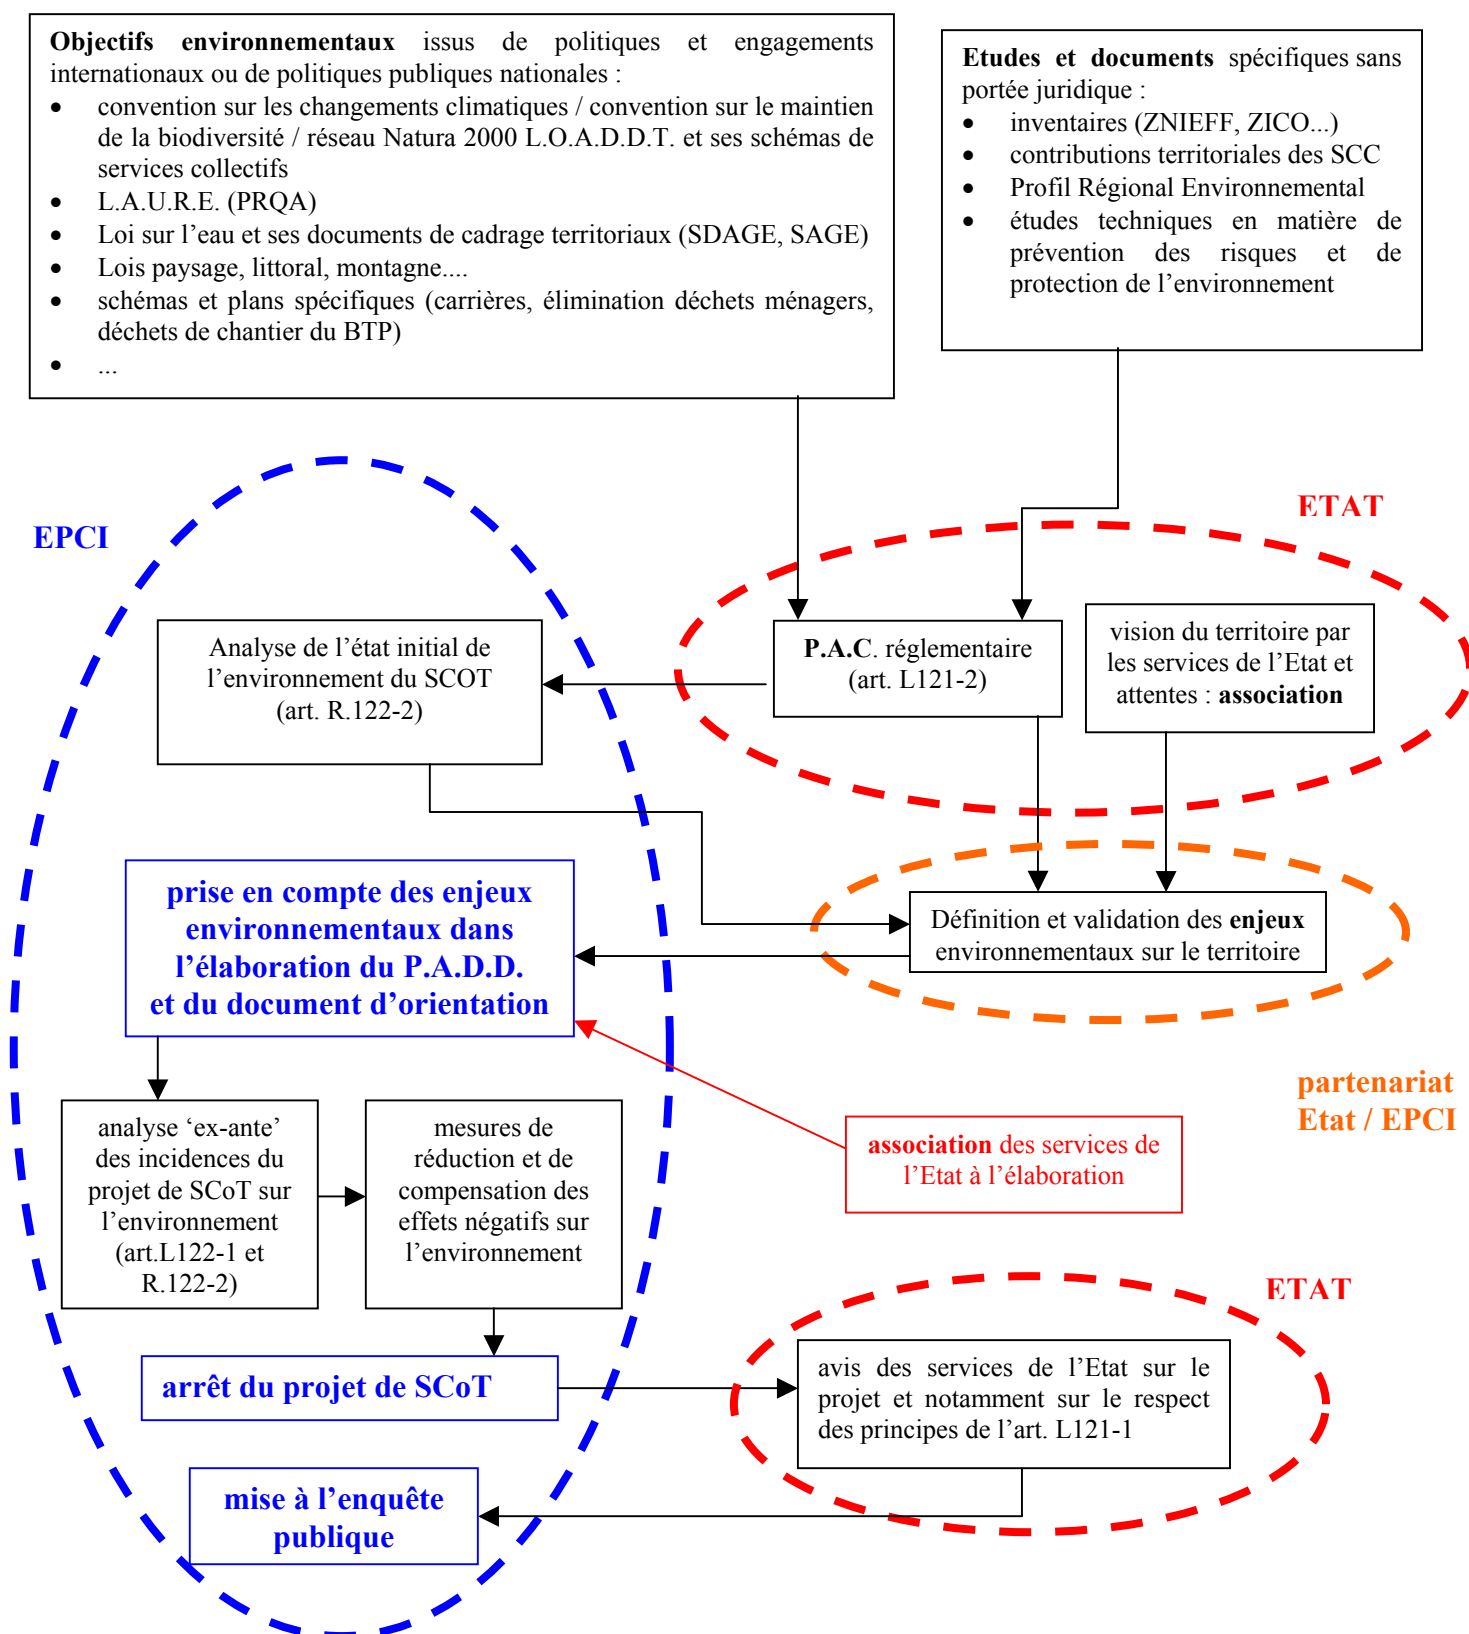 Objectifs environnementaux issus de politiques et engagements
internationaux ou de politiques publiques nationales :
• convention sur les changements climatiques / convention sur le maintien
de la biodiversité / réseau Natura 2000 L.O.A.D.D.T. et ses schémas de
services collectifs
• L.A.U.R.E. (PRQA)
• Loi sur l’eau et ses documents de cadrage territoriaux (SDAGE, SAGE)
• Lois paysage, littoral, montagne....
• schémas et plans spécifiques (carrières, élimination déchets ménagers,
déchets de chantier du BTP)
• ...
Etudes et documents spécifiques sans
portée juridique :
• inventaires (ZNIEFF, ZICO...)
• contributions territoriales des SCC
• Profil Régional Environnemental
• études techniques en matière de
prévention des risques et de
protection de l’environnement
EPCI
ETAT
Analyse de l’état initial de
l’environnement du SCOT
(art. R.122-2)
P.A.C. réglementaire
(art. L121-2)
vision du territoire par
les services de l’Etat et
attentes : association
prise en compte des enjeux
environnementaux dans
l’élaboration du P.A.D.D.
et du document d’orientation
Définition et validation des enjeux
environnementaux sur le territoire
partenariat
Etat / EPCI
analyse ‘ex-ante’
des incidences du
projet de SCoT sur
l’environnement
(art.L122-1 et
R.122-2)
mesures de
réduction et de
compensation des
effets négatifs sur
l’environnement
association des services de
l’Etat à l’élaboration
ETAT
arrêt du projet de SCoT
avis des services de l’Etat sur le
projet et notamment sur le respect
des principes de l’art. L121-1
mise à l’enquête
publique